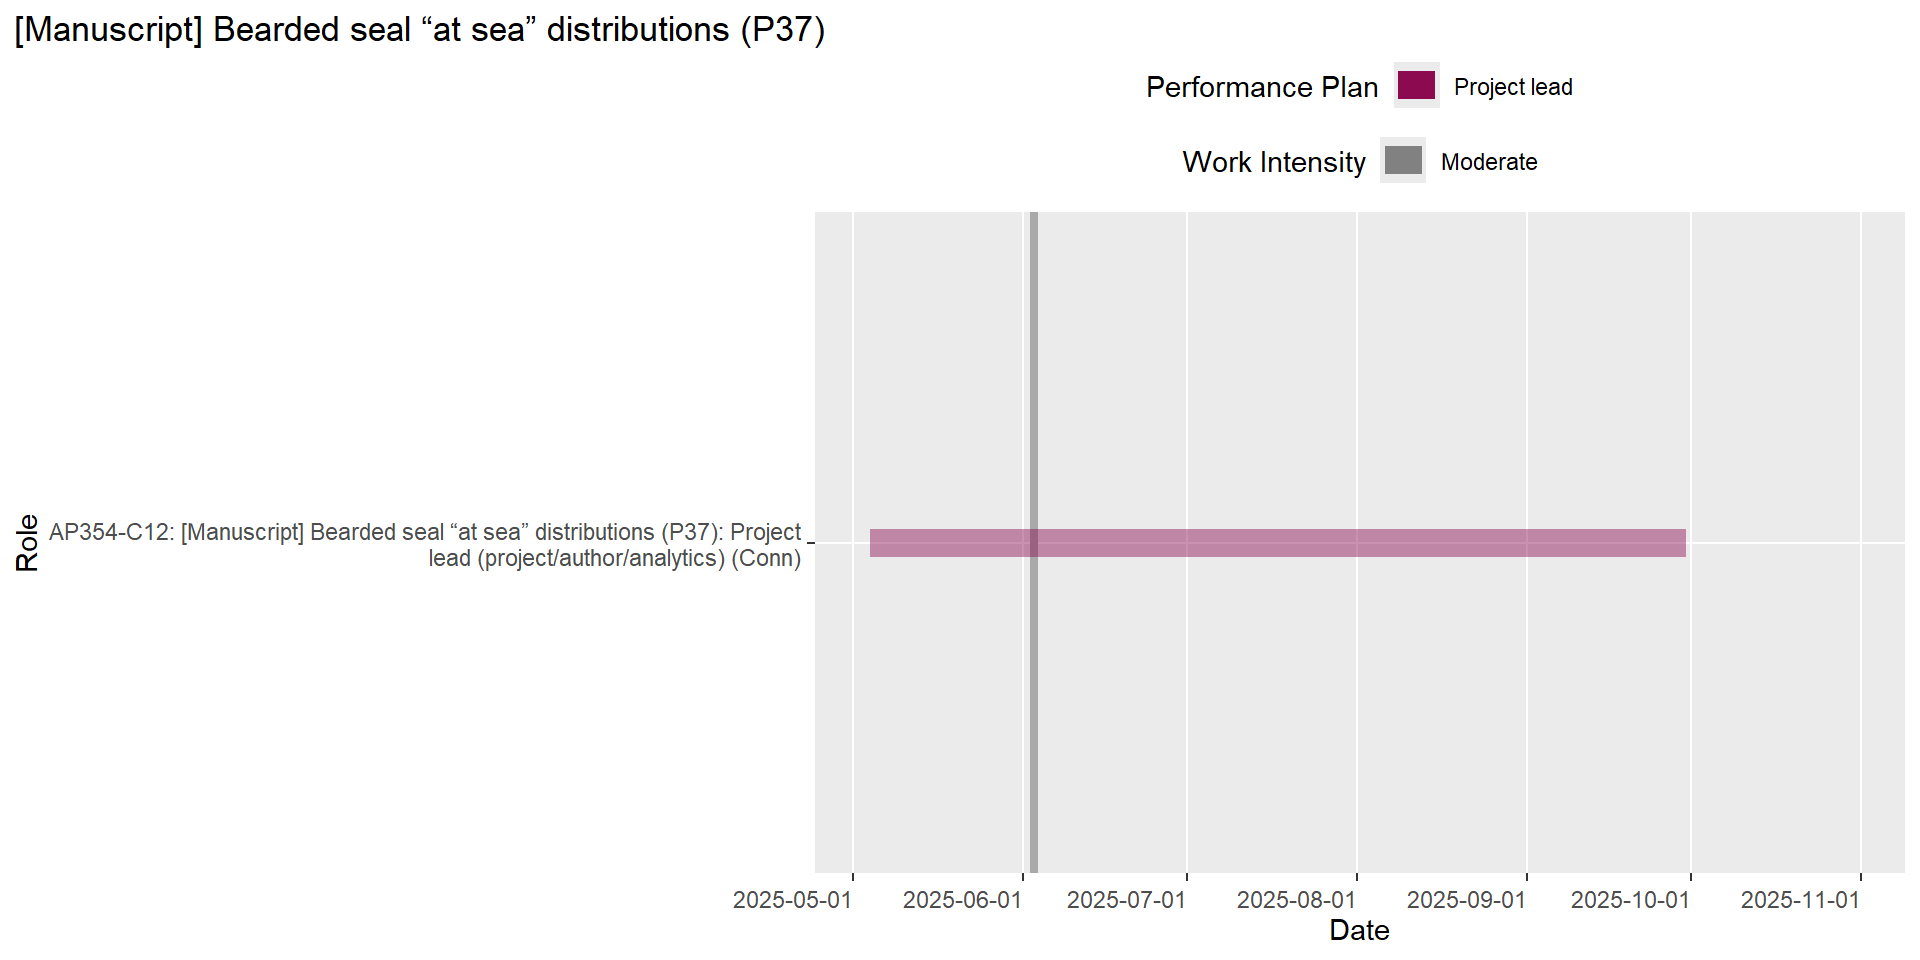 [Manuscript] Bearded seal “at sea” distributions (P37)
Performance Plan Project lead
Work Intensity Moderate
Role
AP354-C12: [Manuscript] Bearded seal “at sea” distributions (P37): Project
lead (project/author/analytics) (Conn)
2025-05-01 2025-06-01 2025-07-01 2025-08-01 2025-09-01 2025-10-01 2025-11-01
Date